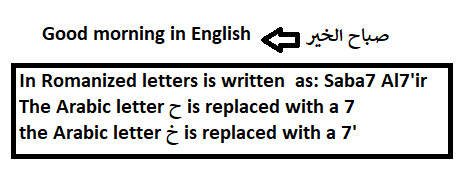 Good morning in English صباح الخير
In Romanized letters is written as: Saba7 Al7'ir
The Arabic letter ح is replaced with a 7
the Arabic letter خ is replaced with a 7'